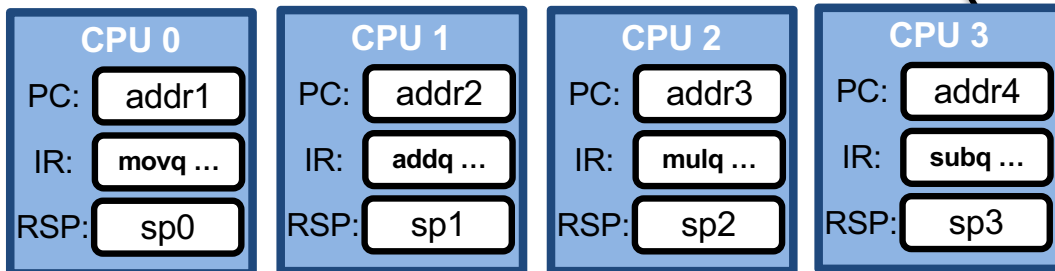 CPU 0
PC: addr1
IR: movq ...
RSP: sp0
CPU 1
PC: addr2
IR: addq ...
RSP: sp1
CPU 2
PC: addr3
IR: mulq ...
RSP: sp2
CPU 3
PC: addr4
IR: subq ...
RSP: sp3